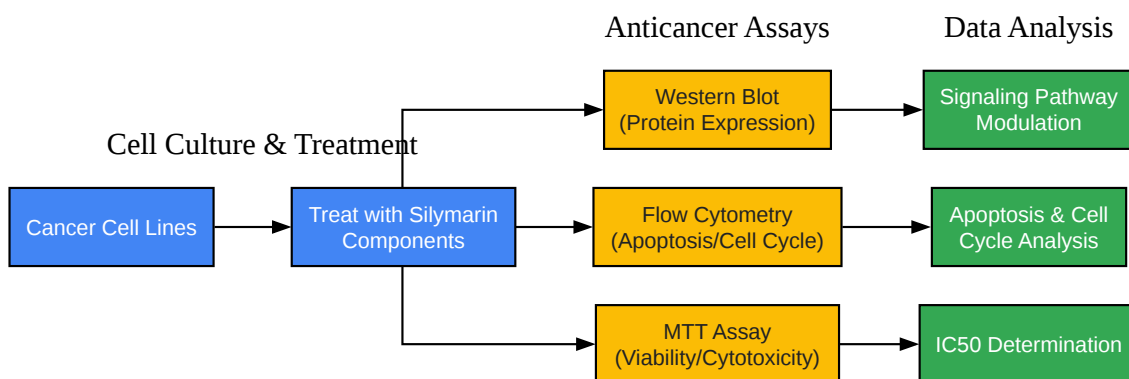 Anticancer Assays
Data Analysis
Western Blot
(Protein Expression)
Signaling Pathway
Modulation
Cell Culture & Treatment
Cancer Cell Lines
Treat with Silymarin
Components
Flow Cytometry
(Apoptosis/Cell Cycle)
Apoptosis & Cell
Cycle Analysis
MTT Assay
(Viability/Cytotoxicity)
IC50 Determination